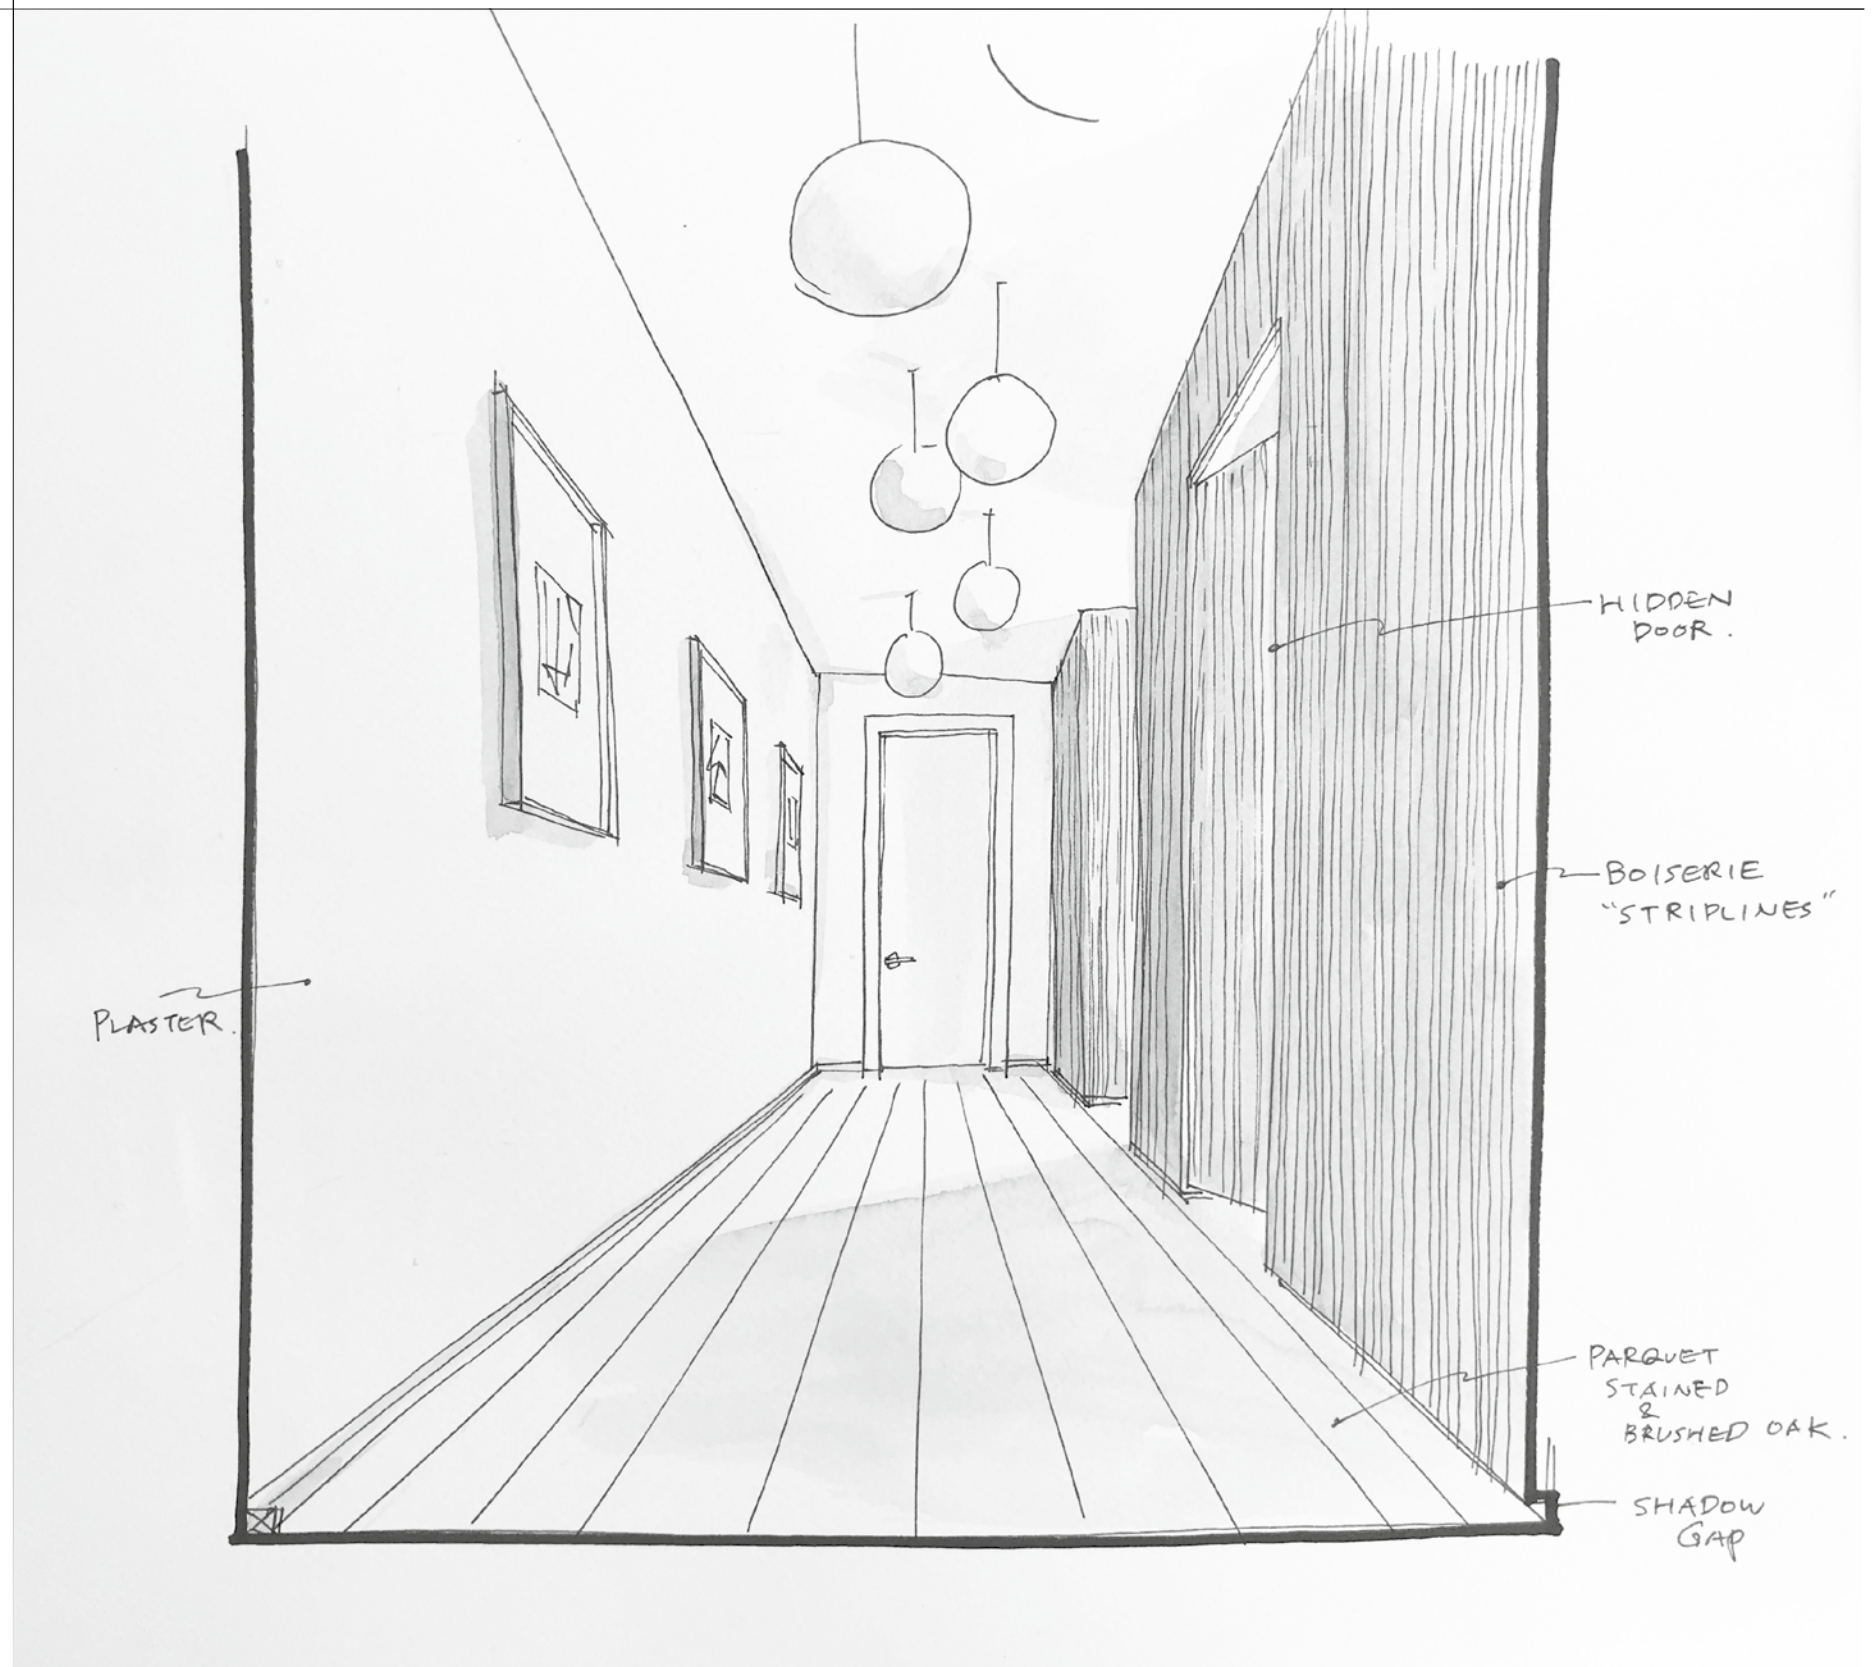 HIDDEN
DOOR.
BOISERIE
"STRIPLINES"
PLASTER.
PARQUET
STAINED
&
BRUSHED OAK.
SHADOW
GAP